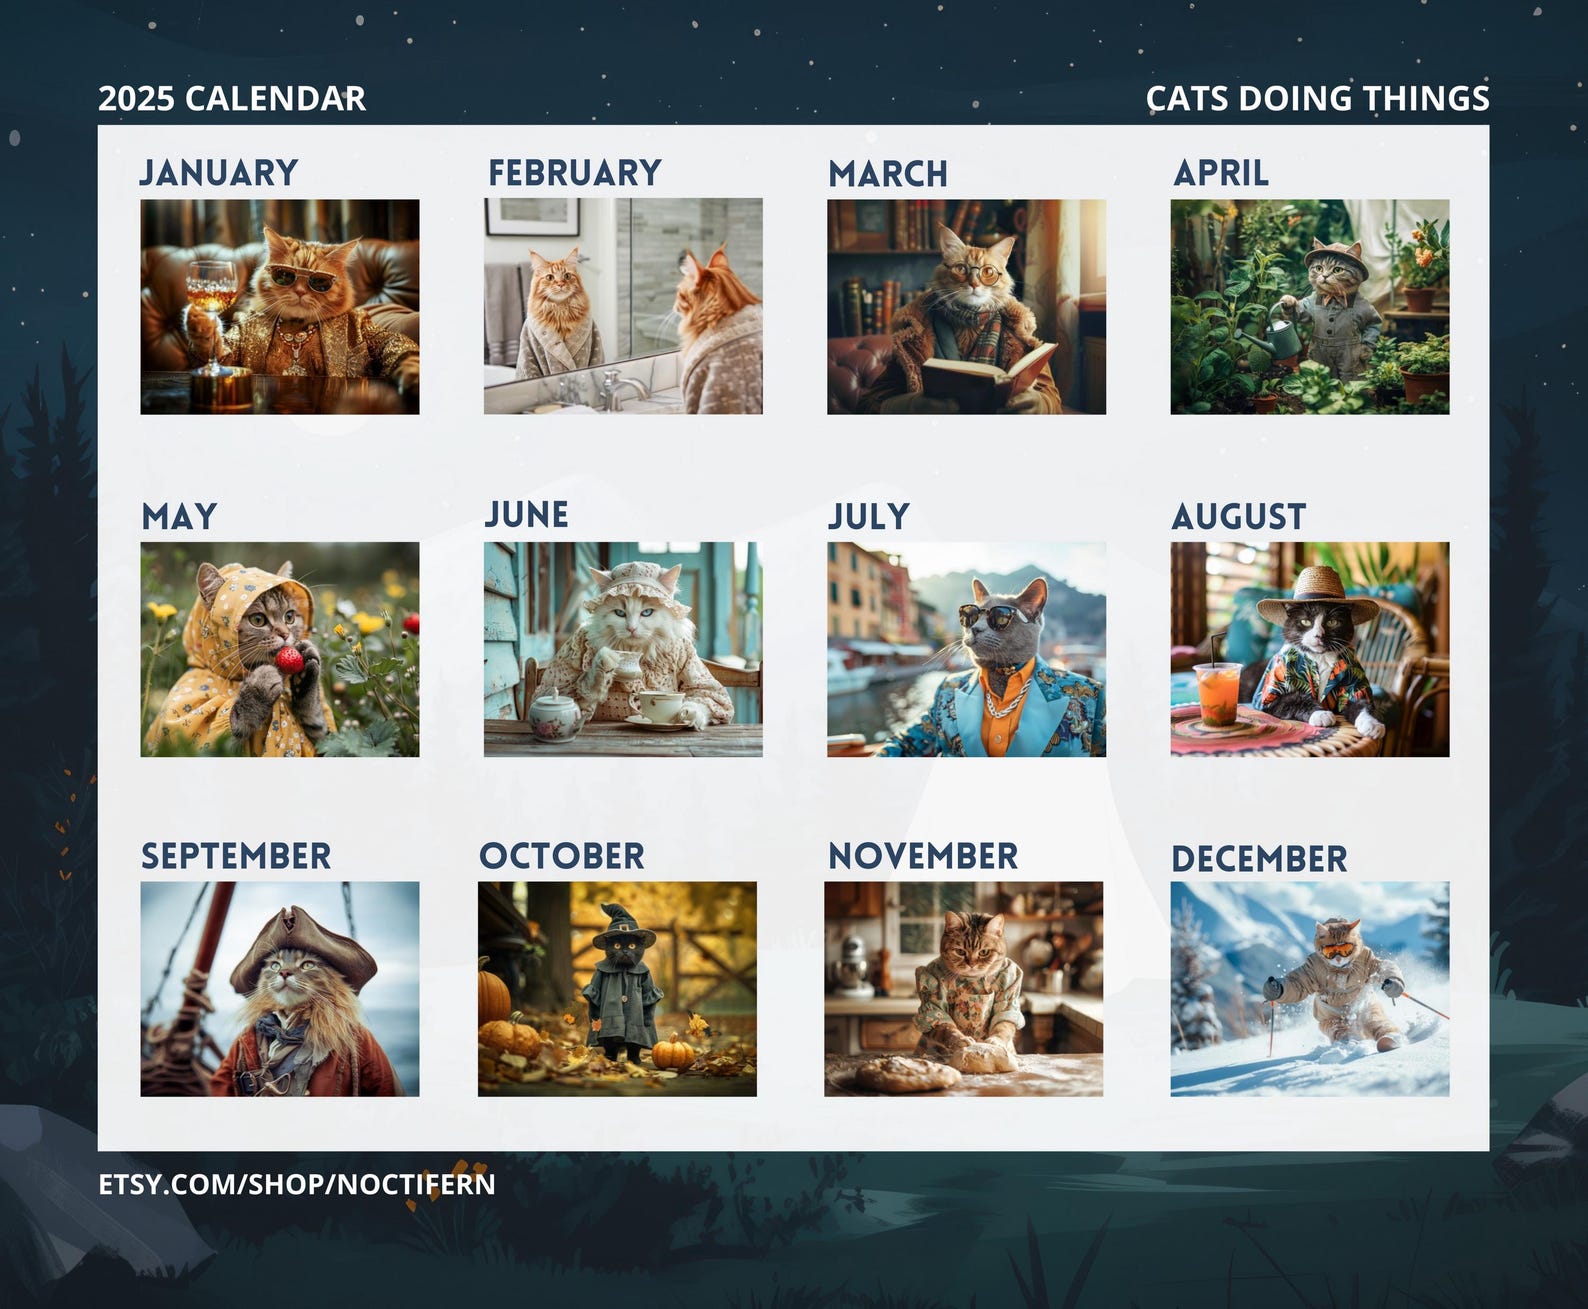 2025 CALENDAR
CATS DOING THINGS
JANUARY
FEBRUARY
MARCH
APRIL
MAY
JUNE
JULY
AUGUST
SEPTEMBER
OCTOBER
NOVEMBER
DECEMBER
ETSY.COM/SHOP/NOCTIFERN